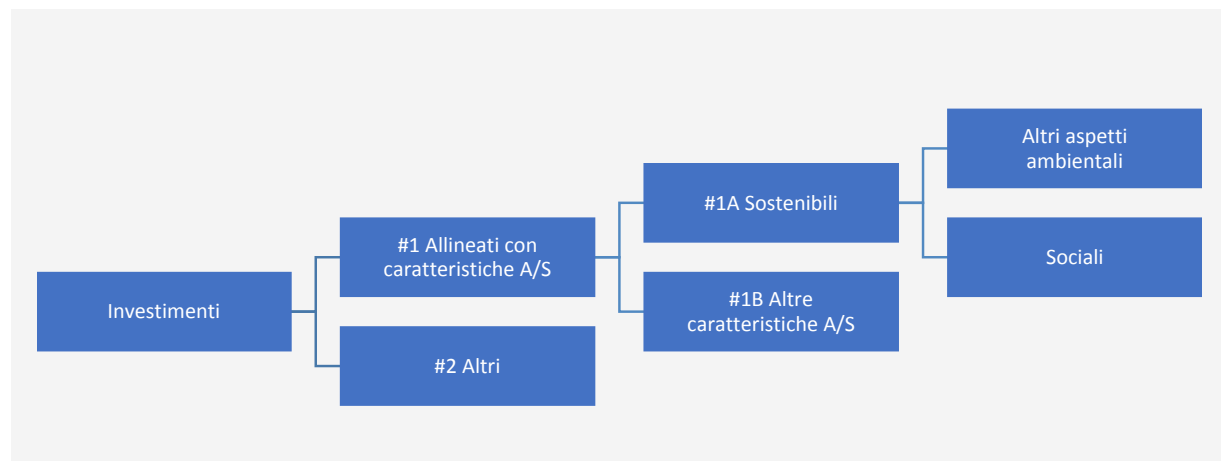 Investimenti
#1 Allineati con
caratteristiche A/S
#2 Altri
#1A Sostenibili
#1B Altre
caratteristiche A/S
Altri aspetti
ambientali
Sociali